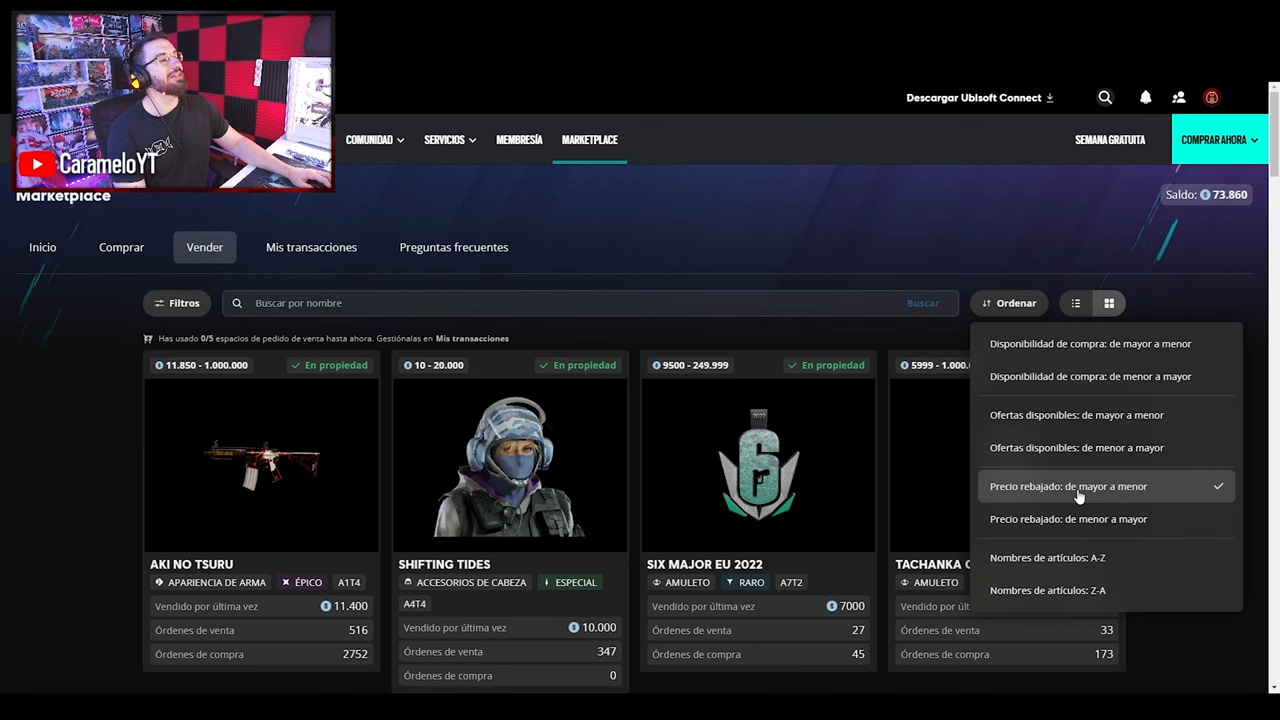 CarameloYT
Descargar Ubisoft Connect
COMUNIDAD
SERVICIOS
MEMBRESÍA
MARKETPLACE
SEMANA GRATUITA
COMPRAR AHORA
Marketplace
Saldo: 73.860
Inicio
Comprar
Vender
Mis transacciones
Preguntas frecuentes
Filtros
Buscar por nombre
Buscar
Ordenar
Has usado 0/5 espacios de pedido de venta hasta ahora. Gestiónalas en Mis transacciones
Disponibilidad de compra: de mayor a menor
Disponibilidad de compra: de menor a mayor
Ofertas disponibles: de mayor a menor
Ofertas disponibles: de menor a mayor
Precio rebajado: de mayor a menor
Precio rebajado: de menor a mayor
Nombres de artículos: A-Z
Nombres de artículos: Z-A
11.850 - 1.000.000
En propiedad
AKI NO TSURU
APARIENCIA DE ARMA
ÉPICO
A1T4
Vendido por última vez 11.400
Órdenes de venta 516
Órdenes de compra 2752
10 - 20.000
En propiedad
SHIFTING TIDES
ACCESORIOS DE CABEZA
ESPECIAL
A4T4
Vendido por última vez 10.000
Órdenes de venta 347
Órdenes de compra 0
9500 - 249.999
En propiedad
2022
6
SIX MAJOR EU 2022
AMULETO
RARO
A7T2
Vendido por última vez 7000
Órdenes de venta 27
Órdenes de compra 45
5999 - 1.000.
TACHANKA
AMULETO
Vendido por última vez
Órdenes de venta 33
Órdenes de compra 173